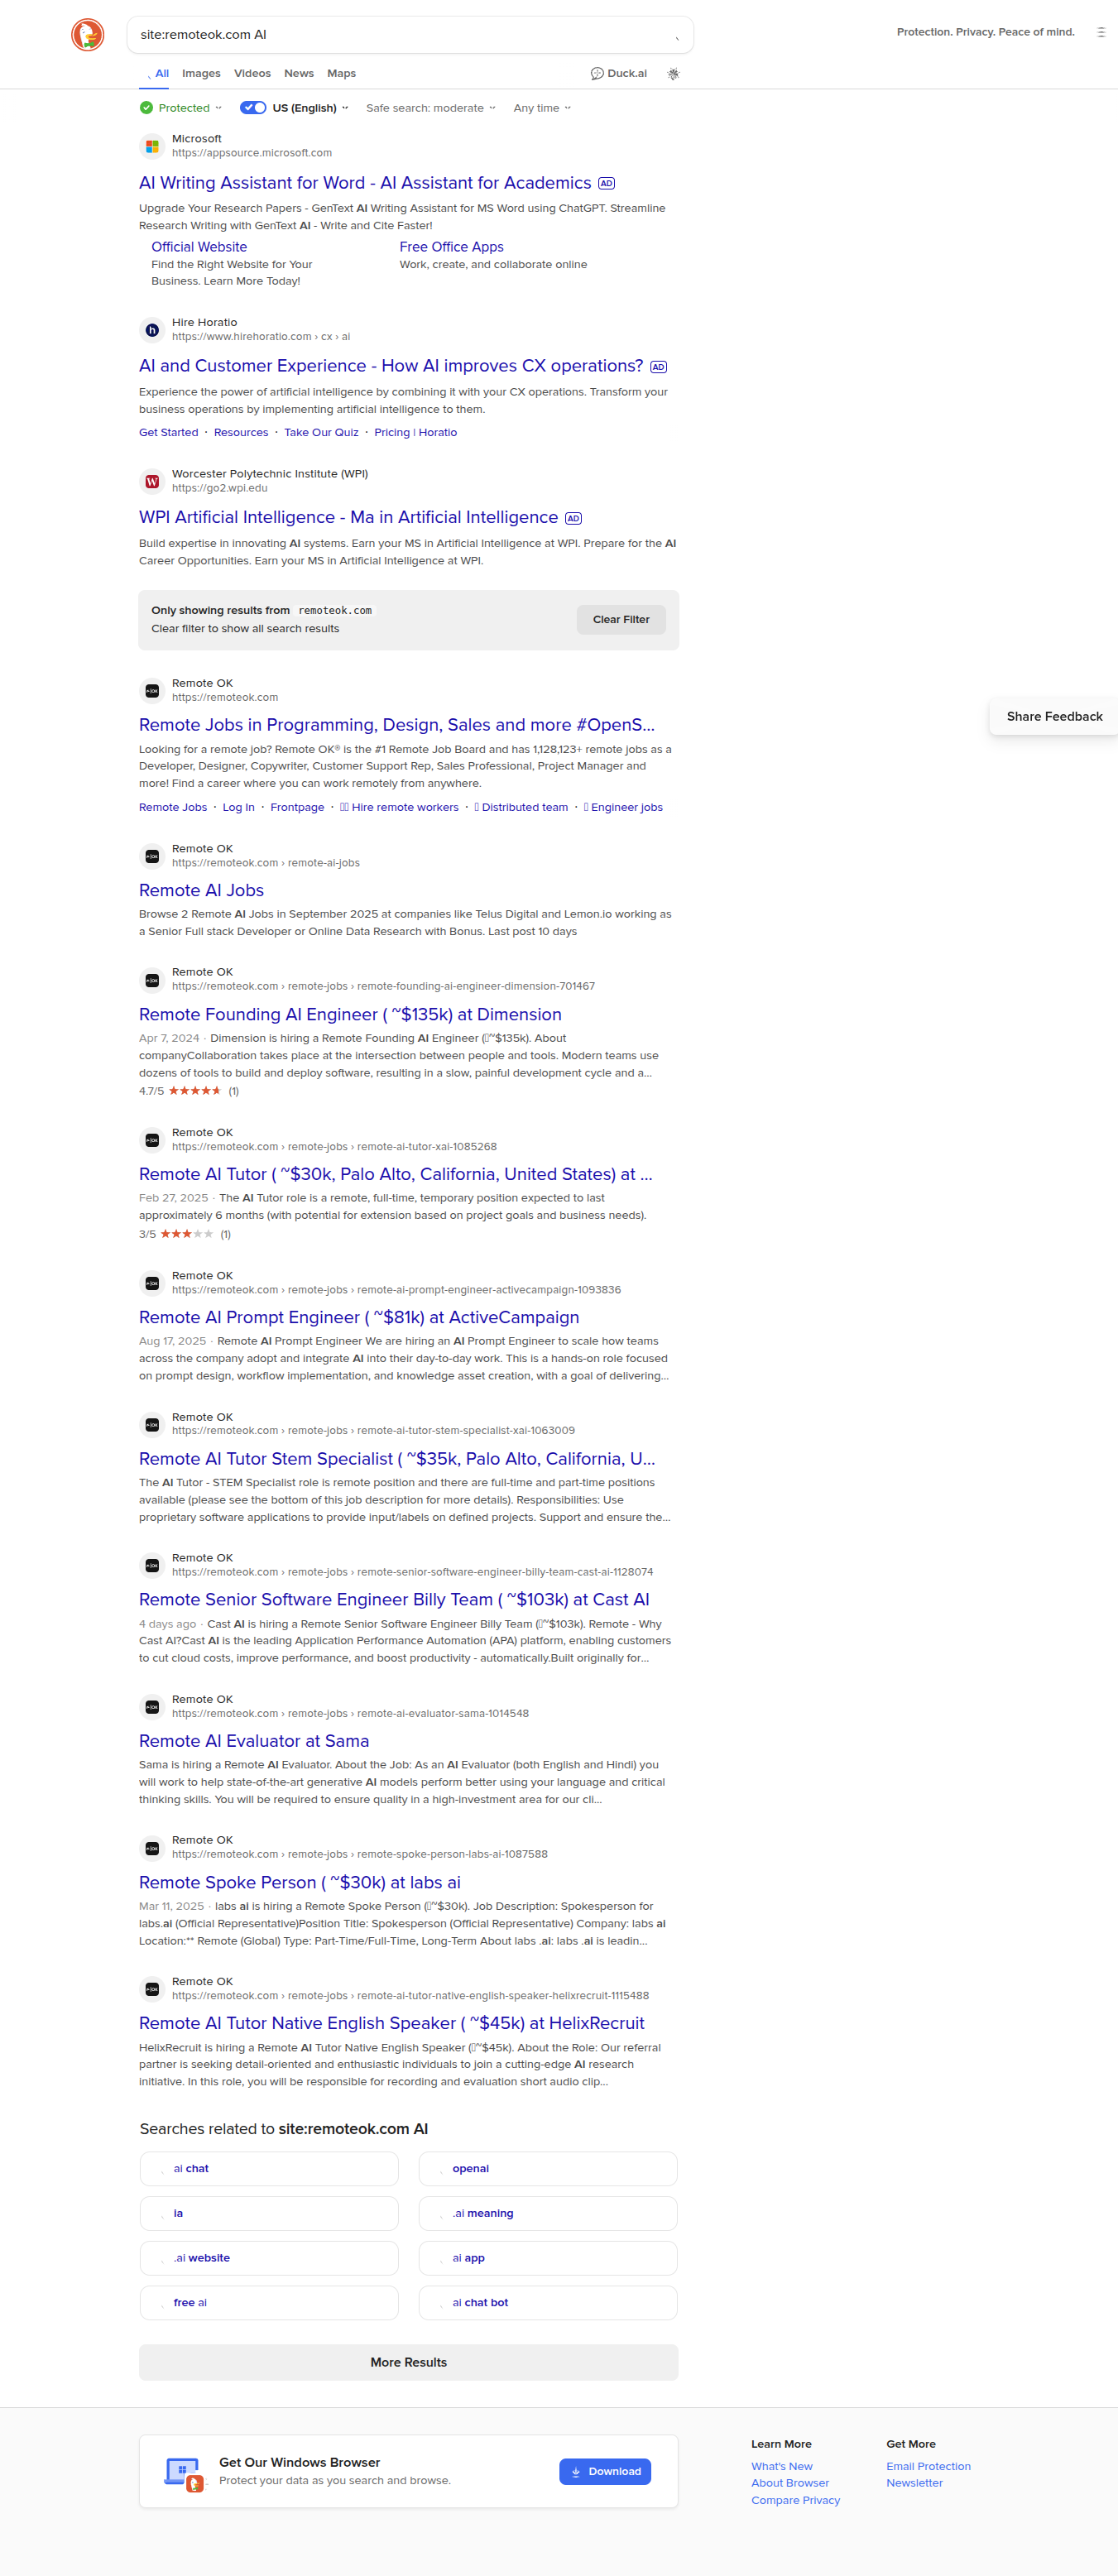 site:remoteok.com AI
Protection. Privacy. Peace of mind.
All Images Videos News Maps Duck.ai
Protected US (English) Safe search: moderate Any time
Microsoft
https://appsource.microsoft.com
AI Writing Assistant for Word - AI Assistant for Academics AD
Upgrade Your Research Papers - GenText AI Writing Assistant for MS Word using ChatGPT. Streamline
Research Writing with GenText AI - Write and Cite Faster!
Official Website
Find the Right Website for Your
Business. Learn More Today!
Free Office Apps
Work, create, and collaborate online
Hire Horatio
https://www.hirehoratio.com › cx › ai
AI and Customer Experience - How AI improves CX operations? AD
Experience the power of artificial intelligence by combining it with your CX operations. Transform your
business operations by implementing artificial intelligence to them.
Get Started · Resources · Take Our Quiz · Pricing | Horatio
Worcester Polytechnic Institute (WPI)
https://go2.wpi.edu
WPI Artificial Intelligence - Ma in Artificial Intelligence AD
Build expertise in innovating AI systems. Earn your MS in Artificial Intelligence at WPI. Prepare for the AI
Career Opportunities. Earn your MS in Artificial Intelligence at WPI.
Only showing results from remoteok.com
Clear filter to show all search results
Clear Filter
Remote OK
https://remoteok.com
Remote Jobs in Programming, Design, Sales and more #OpenS...
Share Feedback
Looking for a remote job? Remote OK® is the #1 Remote Job Board and has 1,128,123+ remote jobs as a
Developer, Designer, Copywriter, Customer Support Rep, Sales Professional, Project Manager and
more! Find a career where you can work remotely from anywhere.
Remote Jobs · Log In · Frontpage · Hire remote workers · Distributed team · Engineer jobs
Remote OK
https://remoteok.com › remote-ai-jobs
Remote AI Jobs
Browse 2 Remote AI Jobs in September 2025 at companies like Telus Digital and Lemon.io working as
a Senior Full stack Developer or Online Data Research with Bonus. Last post 10 days
Remote OK
https://remoteok.com › remote-jobs › remote-founding-ai-engineer-dimension-701467
Remote Founding AI Engineer ( ~$135k) at Dimension
Apr 7, 2024 · Dimension is hiring a Remote Founding AI Engineer (~$135k). About
companyCollaboration takes place at the intersection between people and tools. Modern teams use
dozens of tools to build and deploy software, resulting in a slow, painful development cycle and a...
4.7/5 ★★★★★ (1)
Remote OK
https://remoteok.com › remote-jobs › remote-ai-tutor-xai-1085268
Remote AI Tutor ( ~$30k, Palo Alto, California, United States) at ...
Feb 27, 2025 · The AI Tutor role is a remote, full-time, temporary position expected to last
approximately 6 months (with potential for extension based on project goals and business needs).
3/5 ★★★★★ (1)
Remote OK
https://remoteok.com › remote-jobs › remote-ai-prompt-engineer-activecampaign-1093836
Remote AI Prompt Engineer ( ~$81k) at ActiveCampaign
Aug 17, 2025 · Remote AI Prompt Engineer We are hiring an AI Prompt Engineer to scale how teams
across the company adopt and integrate AI into their day-to-day work. This is a hands-on role focused
on prompt design, workflow implementation, and knowledge asset creation, with a goal of delivering...
Remote OK
https://remoteok.com › remote-jobs › remote-ai-tutor-stem-specialist-xai-1063009
Remote AI Tutor Stem Specialist ( ~$35k, Palo Alto, California, U...
The AI Tutor - STEM Specialist role is remote position and there are full-time and part-time positions
available (please see the bottom of this job description for more details). Responsibilities: Use
proprietary software applications to provide input/labels on defined projects. Support and ensure the...
Remote OK
https://remoteok.com › remote-jobs › remote-senior-software-engineer-billy-team-cast-ai-1128074
Remote Senior Software Engineer Billy Team ( ~$103k) at Cast AI
4 days ago · Cast AI is hiring a Remote Senior Software Engineer Billy Team (~$103k). Remote - Why
Cast AI?Cast AI is the leading Application Performance Automation (APA) platform, enabling customers
to cut cloud costs, improve performance, and boost productivity - automatically.Built originally for...
Remote OK
https://remoteok.com › remote-jobs › remote-ai-evaluator-sama-1014548
Remote AI Evaluator at Sama
Sama is hiring a Remote AI Evaluator. About the Job: As an AI Evaluator (both English and Hindi) you
will work to help state-of-the-art generative AI models perform better using your language and critical
thinking skills. You will be required to ensure quality in a high-investment area for our cli...
Remote OK
https://remoteok.com › remote-jobs › remote-spoke-person-labs-ai-1087588
Remote Spoke Person ( ~$30k) at labs ai
Mar 11, 2025 · labs ai is hiring a Remote Spoke Person (~$30k). Job Description: Spokesperson for
labs.ai (Official Representative)Position Title: Spokesperson (Official Representative) Company: labs ai
Location:** Remote (Global) Type: Part-Time/Full-Time, Long-Term About labs .ai: labs .ai is leadin...
Remote OK
https://remoteok.com › remote-jobs › remote-ai-tutor-native-english-speaker-helixrecruit-1115488
Remote AI Tutor Native English Speaker ( ~$45k) at HelixRecruit
HelixRecruit is hiring a Remote AI Tutor Native English Speaker (~$45k). About the Role: Our referral
partner is seeking detail-oriented and enthusiastic individuals to join a cutting-edge AI research
initiative. In this role, you will be responsible for recording and evaluation short audio clip...
Searches related to site:remoteok.com AI
ai chat
openai
la
.ai meaning
.ai website
ai app
free ai
ai chat bot
More Results
Get Our Windows Browser
Protect your data as you search and browse.
Download
Learn More
What's New
About Browser
Compare Privacy
Get More
Email Protection
Newsletter